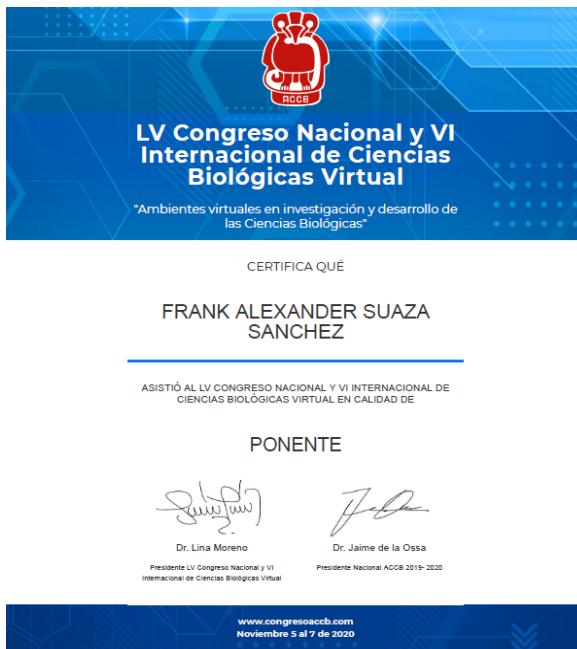 ACCB
LV Congreso Nacional y VI
Internacional de Ciencias
Biológicas Virtual
"Ambientes virtuales en investigación y desarrollo de
las Ciencias Biológicas"
CERTIFICA QUÉ
FRANK ALEXANDER SUAZA
SANCHEZ
ASISTIÓ AL LV CONGRESO NACIONAL Y VI INTERNACIONAL DE
CIENCIAS BIOLÓGICAS VIRTUAL EN CALIDAD DE
PONENTE
Dr. Lina Moreno
Presidente LV Congreso Nacional y VI
Internacional de Ciencias Biológicas Virtual
Dr. Jaime de la Ossa
Presidente Nacional ACCB 2019- 2020
www.congresoaccb.com
Noviembre 5 al 7 de 2020